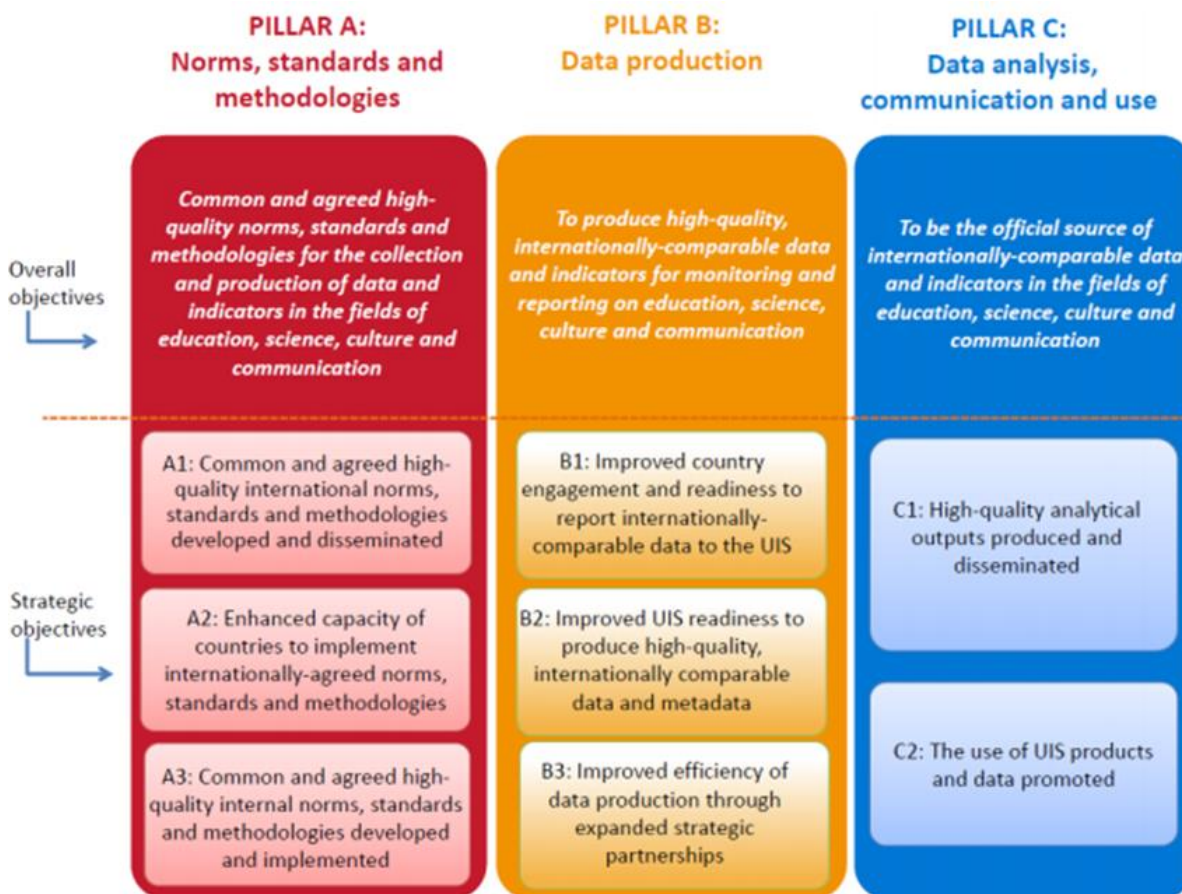 PILLAR A:
Norms, standards and
methodologies
PILLAR B:
Data production
PILLAR C:
Data analysis,
communication and use
Overall
objectives
Common and agreed high-
quality norms, standards and
methodologies for the collection
and production of data and
indicators in the fields of
education, science, culture and
communication
To produce high-quality,
internationally-comparable data
and indicators for monitoring and
reporting on education, science,
culture and communication
To be the official source of
internationally-comparable data
and indicators in the fields of
education, science, culture and
communication
Strategic
objectives
A1: Common and agreed high-
quality international norms,
standards and methodologies
developed and disseminated
A2: Enhanced capacity of
countries to implement
internationally-agreed norms,
standards and methodologies
A3: Common and agreed high-
quality internal norms, standards
and methodologies developed
and implemented
B1: Improved country
engagement and readiness to
report internationally-
comparable data to the UIS
B2: Improved UIS readiness to
produce high-quality,
internationally comparable
data and metadata
B3: Improved efficiency of
data production through
expanded strategic
partnerships
C1: High-quality analytical
outputs produced and
disseminated
C2: The use of UIS products
and data promoted